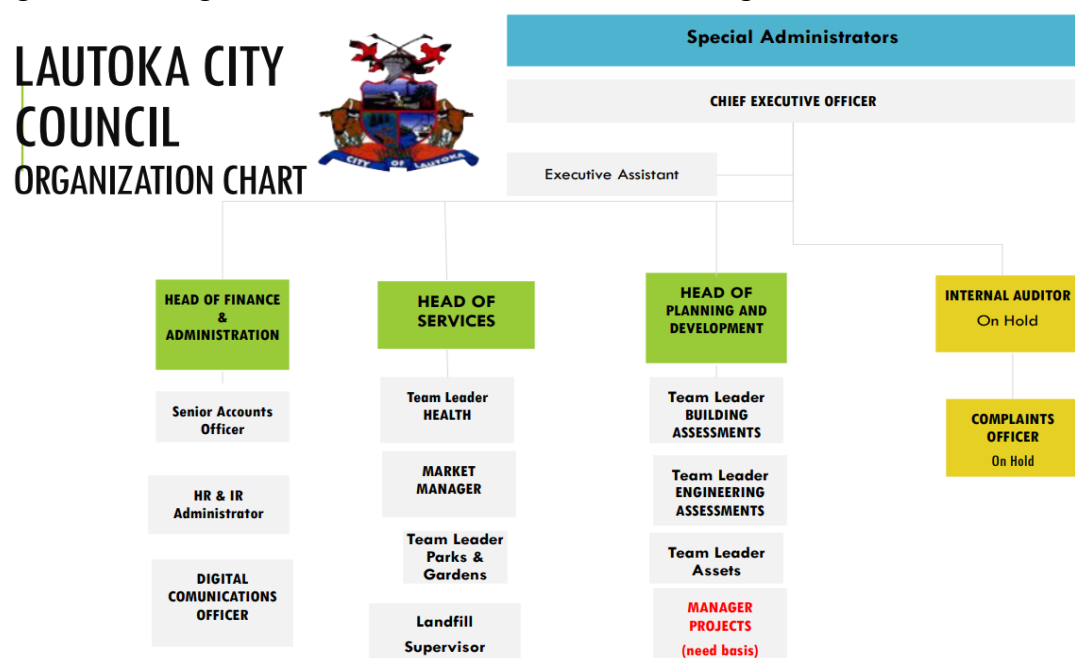 LAUTOKA CITY
COUNCIL
ORGANIZATION CHART
CITY OF LAUTOKA
Special Administrators
CHIEF EXECUTIVE OFFICER
Executive Assistant
HEAD OF FINANCE
&
ADMINISTRATION
Senior Accounts
Officer
HR & IR
Administrator
DIGITAL
COMUNICATIONS
OFFICER
HEAD OF
SERVICES
Team Leader
HEALTH
MARKET
MANAGER
Team Leader
Parks &
Gardens
Landfill
Supervisor
HEAD OF
PLANNING AND
DEVELOPMENT
Team Leader
BUILDING
ASSESSMENTS
Team Leader
ENGINEERING
ASSESSMENTS
Team Leader
Assets
MANAGER
PROJECTS
(need basis)
INTERNAL AUDITOR
On Hold
COMPLAINTS
OFFICER
On Hold